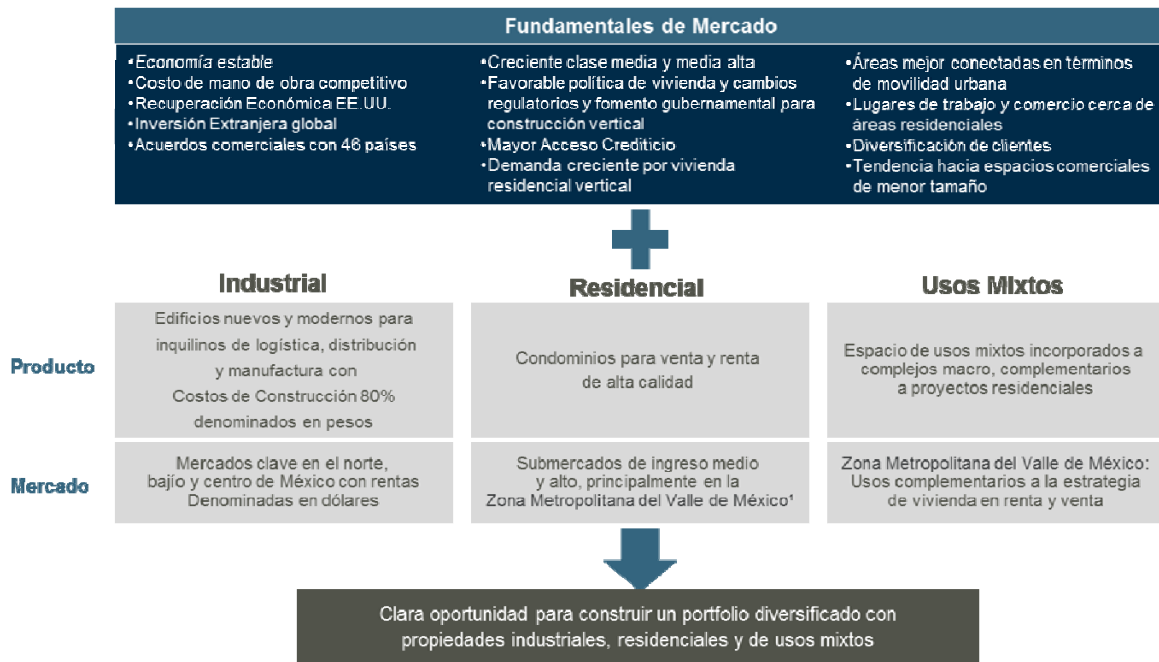 Fundamentales de Mercado
•Economía estable
•Costo de mano de obra competitivo
•Recuperación Económica EE.UU.
•Inversión Extranjera global
•Acuerdos comerciales con 46 países
•Creciente clase media y media alta
•Favorable política de vivienda y cambios
regulatorios y fomento gubernamental para
construcción vertical
•Mayor Acceso Crediticio
•Demanda creciente por vivienda
residencial vertical
•Áreas mejor conectadas en términos
de movilidad urbana
•Lugares de trabajo y comercio cerca de
áreas residenciales
•Diversificación de clientes
•Tendencia hacia espacios comerciales
de menor tamaño
Industrial
Residencial
Usos Mixtos
Producto
Edificios nuevos y modernos para
inquilinos de logística, distribución
y manufactura con
Costos de Construcción 80%
denominados en pesos
Condominios para venta y renta
de alta calidad
Espacio de usos mixtos incorporados a
complejos macro, complementarios
a proyectos residenciales
Mercado
Mercados clave en el norte,
bajío y centro de México con rentas
Denominadas en dólares
Submercados de ingreso medio
y alto, principalmente en la
Zona Metropolitana del Valle de México¹
Zona Metropolitana del Valle de México:
Usos complementarios a la estrategia
de vivienda en renta y venta
Clara oportunidad para construir un portfolio diversificado con
propiedades industriales, residenciales y de usos mixtos